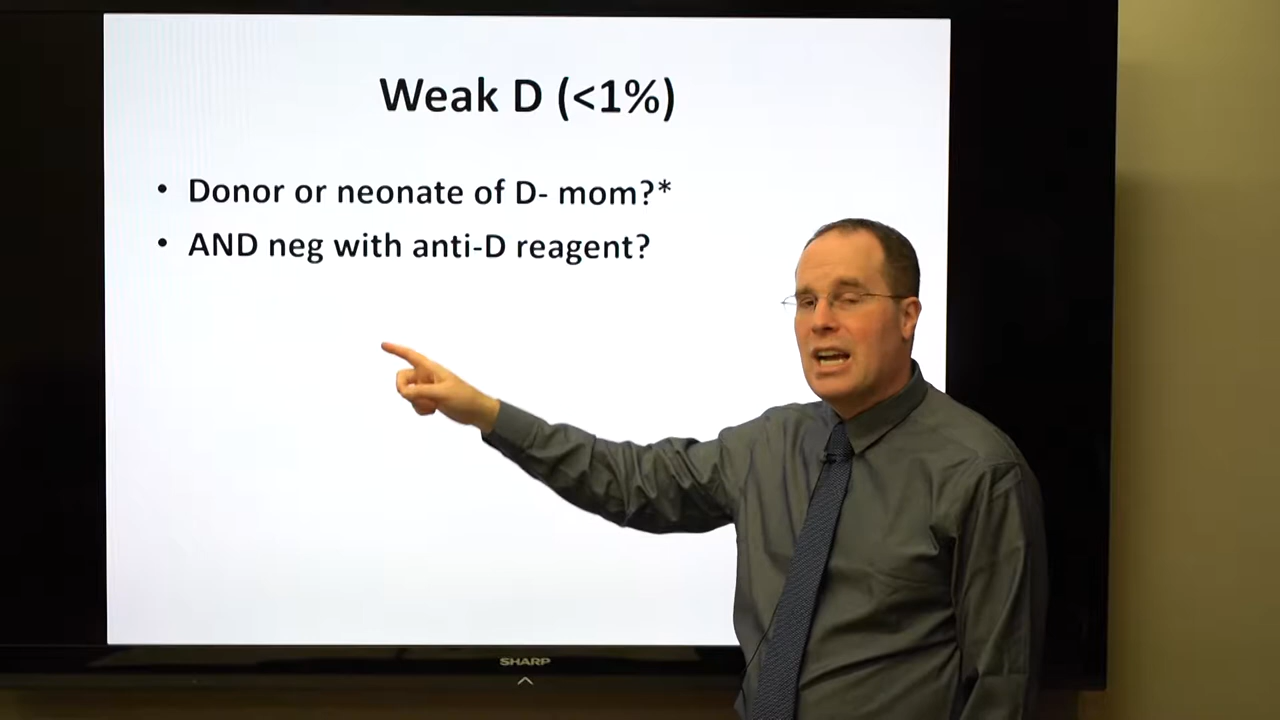 Weak D (<1%)
• Donor or neonate of D- mom?*
• AND neg with anti-D reagent?
SHARP